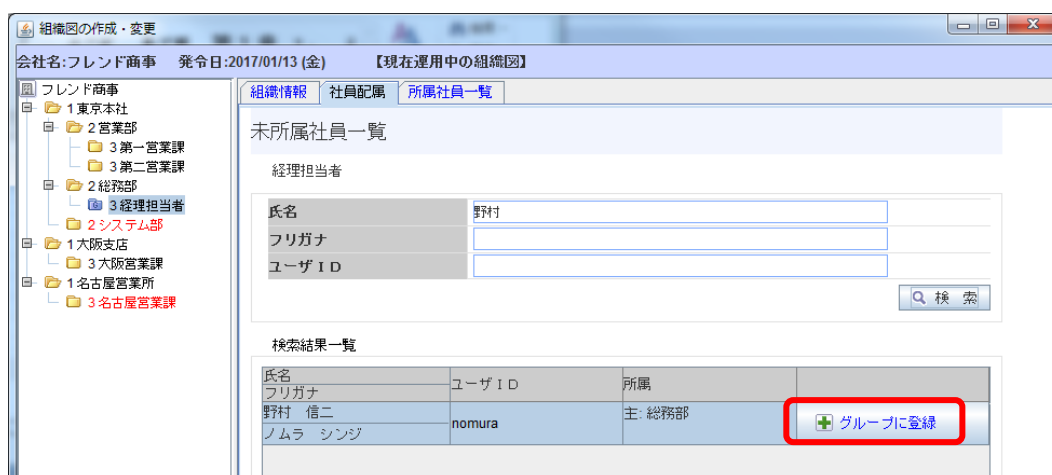 組織図の作成・変更
会社名:フレンド商事 発令日:2017/01/13 (金) 【現在運用中の組織図】
フレンド商事
1 東京本社
2 営業部
3 第一営業課
3 第二営業課
2 総務部
3 経理担当者
2 システム部
1 大阪支店
3 大阪営業課
1 名古屋営業所
3 名古屋営業課
組織情報 社員配属 所属社員一覧
未所属社員一覧
経理担当者
氏名 野村
フリガナ
ユーザID
検 索
検索結果一覧
氏名
フリガナ
ユーザID
所属
野村 信二
ノムラ シンジ
nomura
主: 総務部
グループに登録